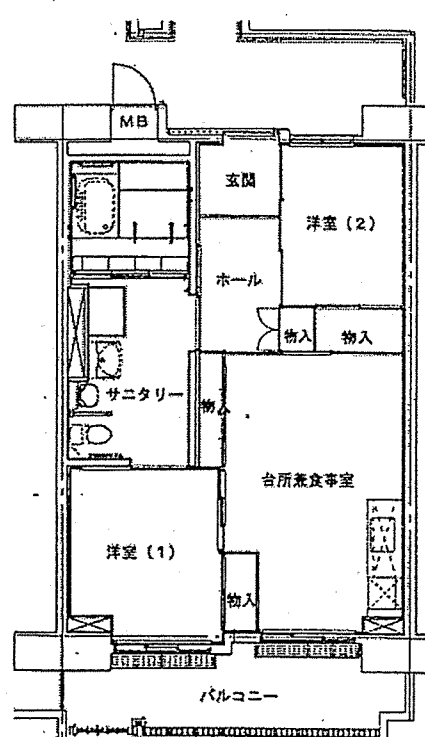 MB
玄関
洋室(2)
ホール
物入
物入
サニタリー
物入
台所兼食事室
洋室(1)
物入
バルコニー